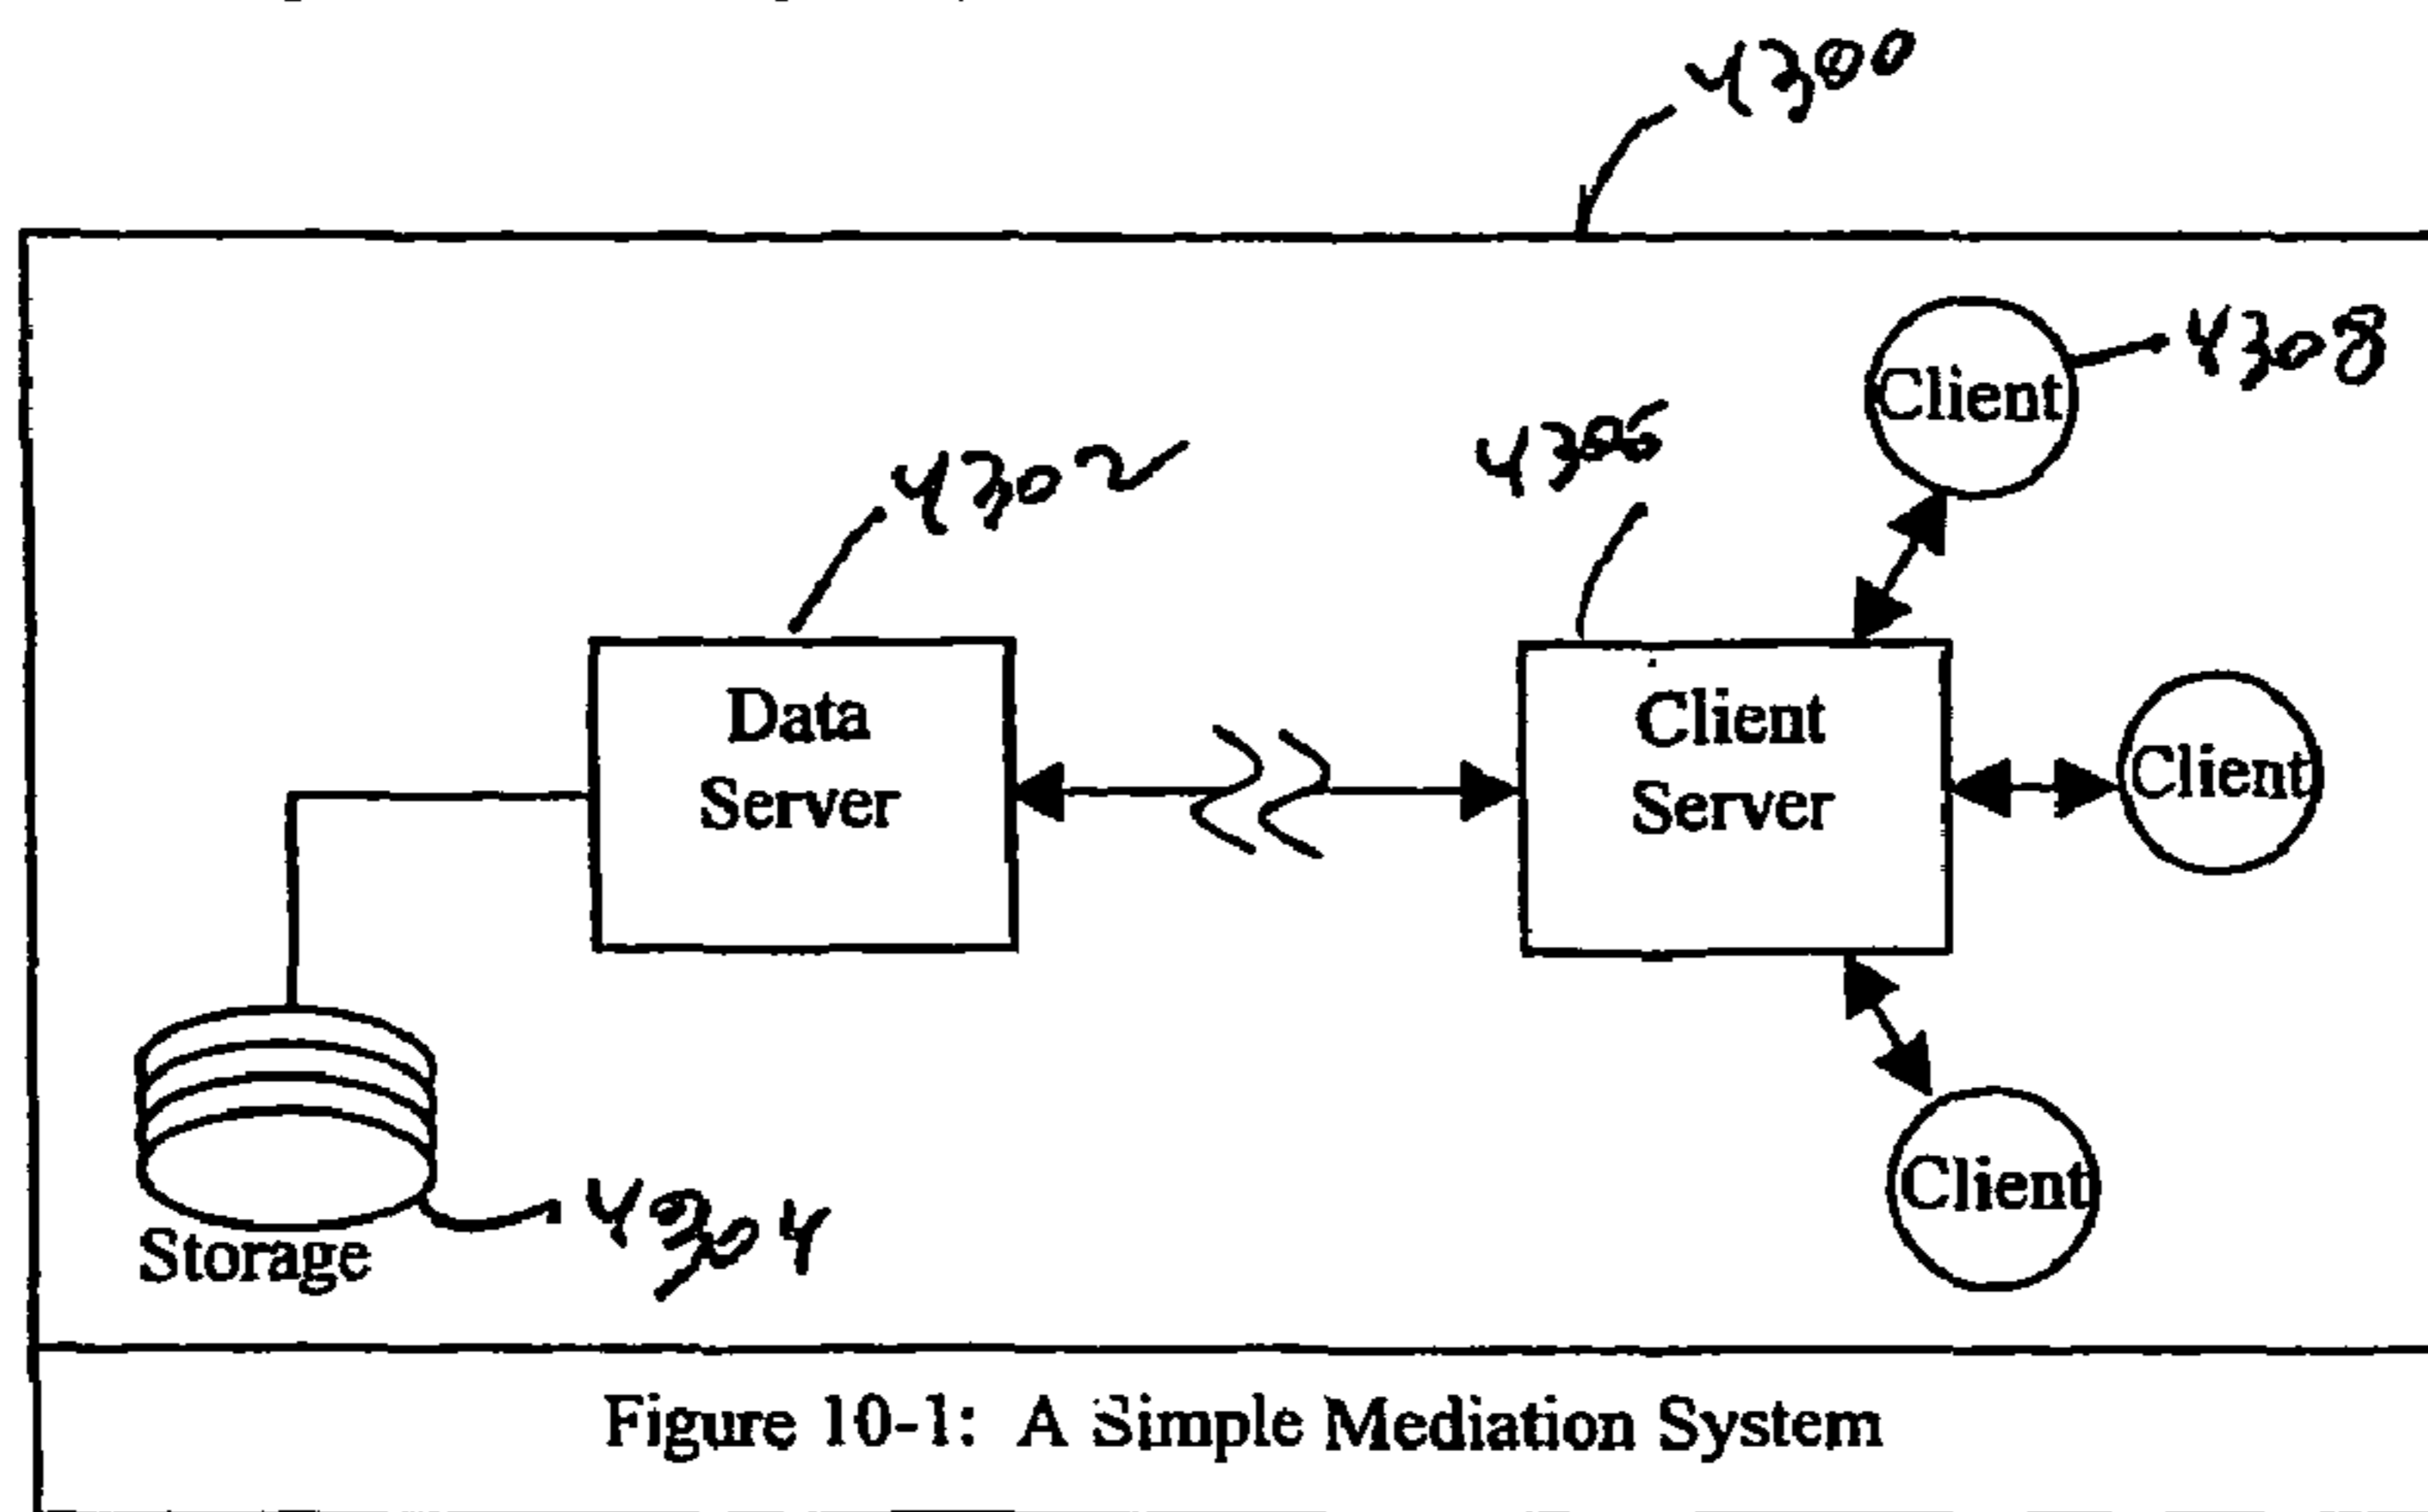 4300
Client
4308
4302
4306
Data
Server
Client
Server
Client
Client
4304
Storage
Figure 10-1: A Simple Mediation System